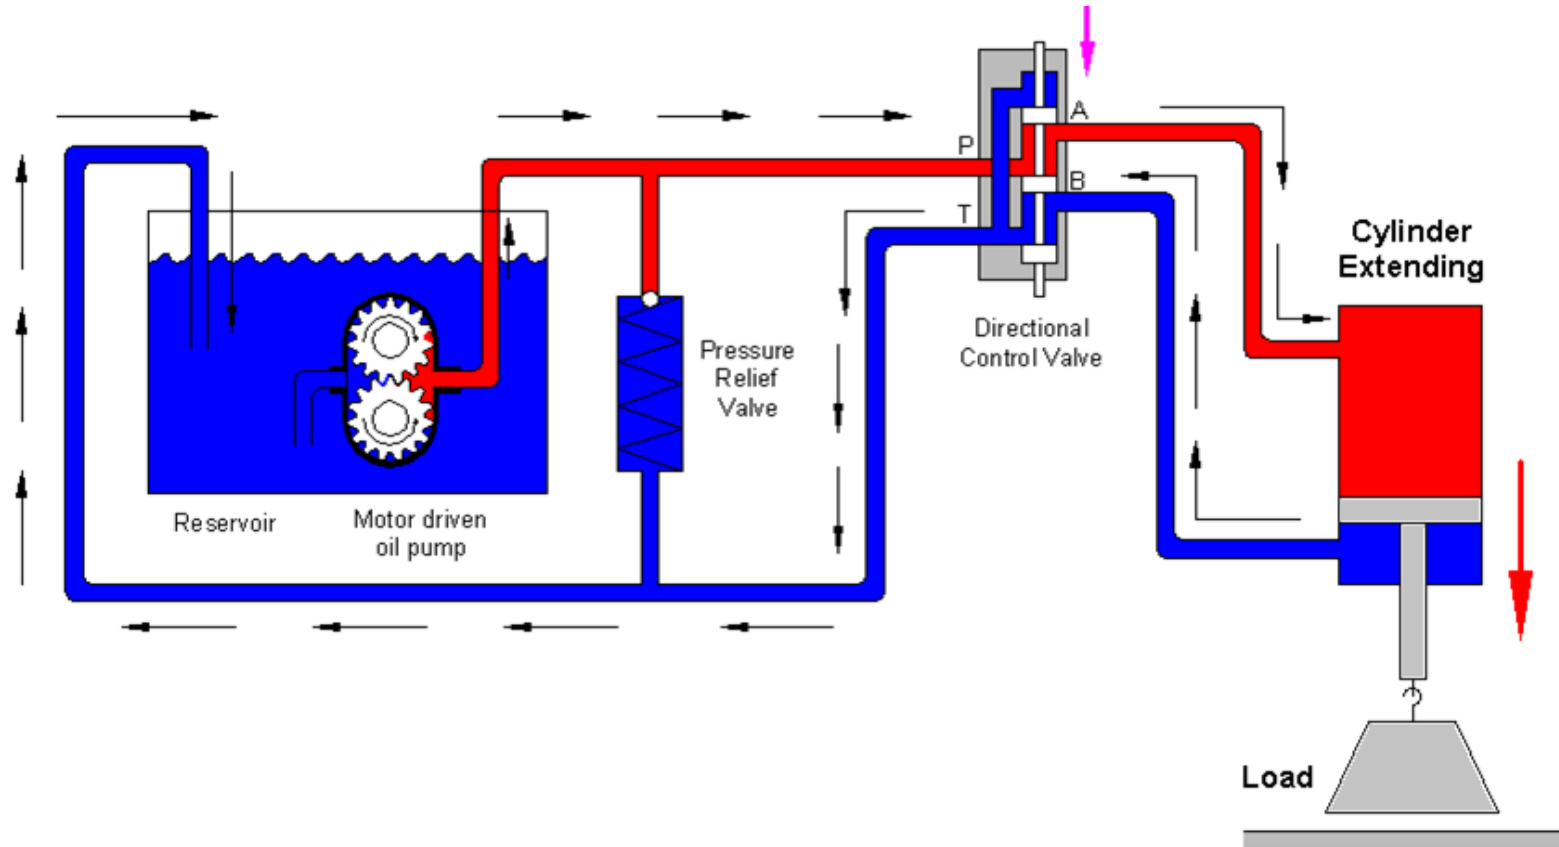 P
A
B
T
Cylinder
Extending
Directional
Control Valve
Pressure
Relief
Valve
Reservoir
Motor driven
oil pump
Load